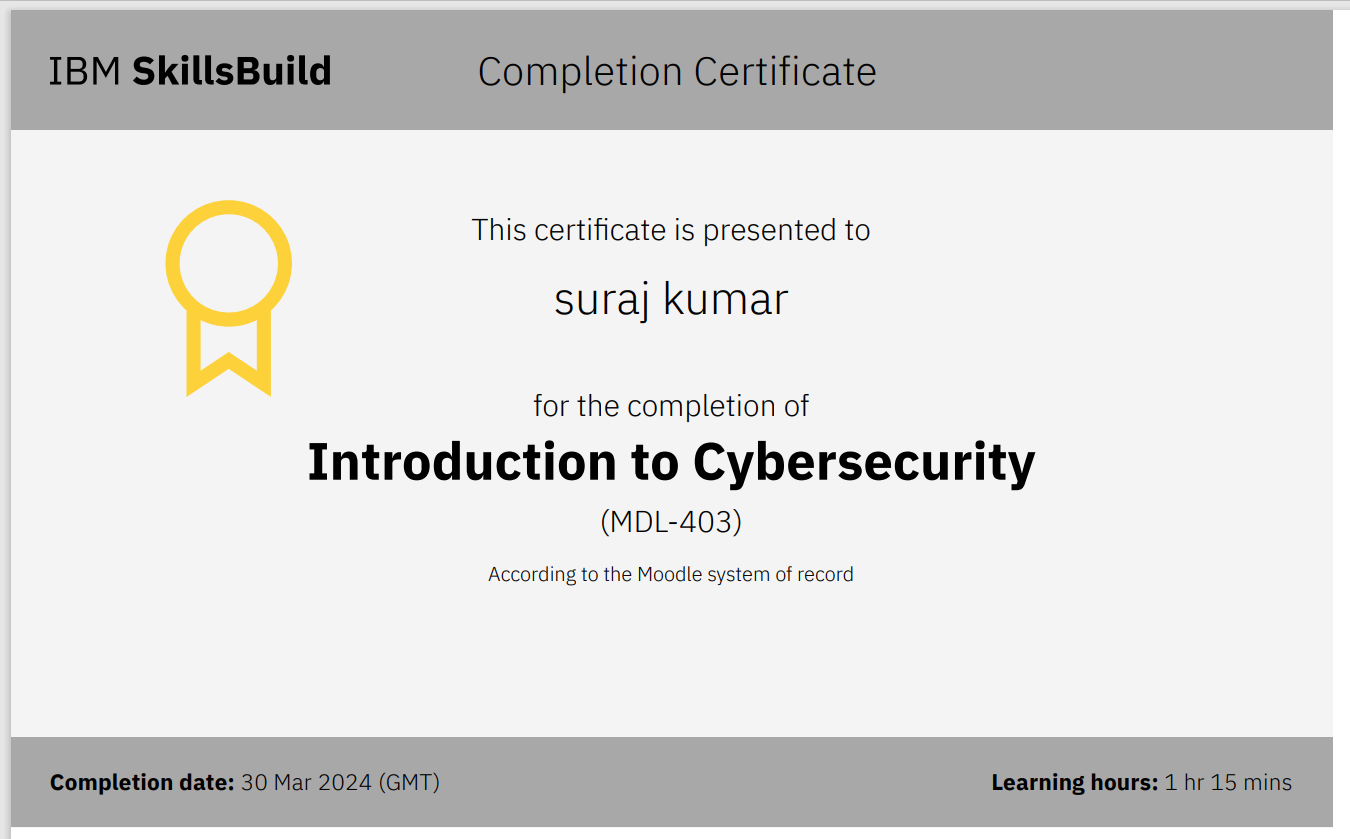 IBM SkillsBuild
Completion Certificate
This certificate is presented to
suraj kumar
for the completion of
Introduction to Cybersecurity
(MDL-403)
According to the Moodle system of record
Completion date: 30 Mar 2024 (GMT)
Learning hours: 1 hr 15 mins